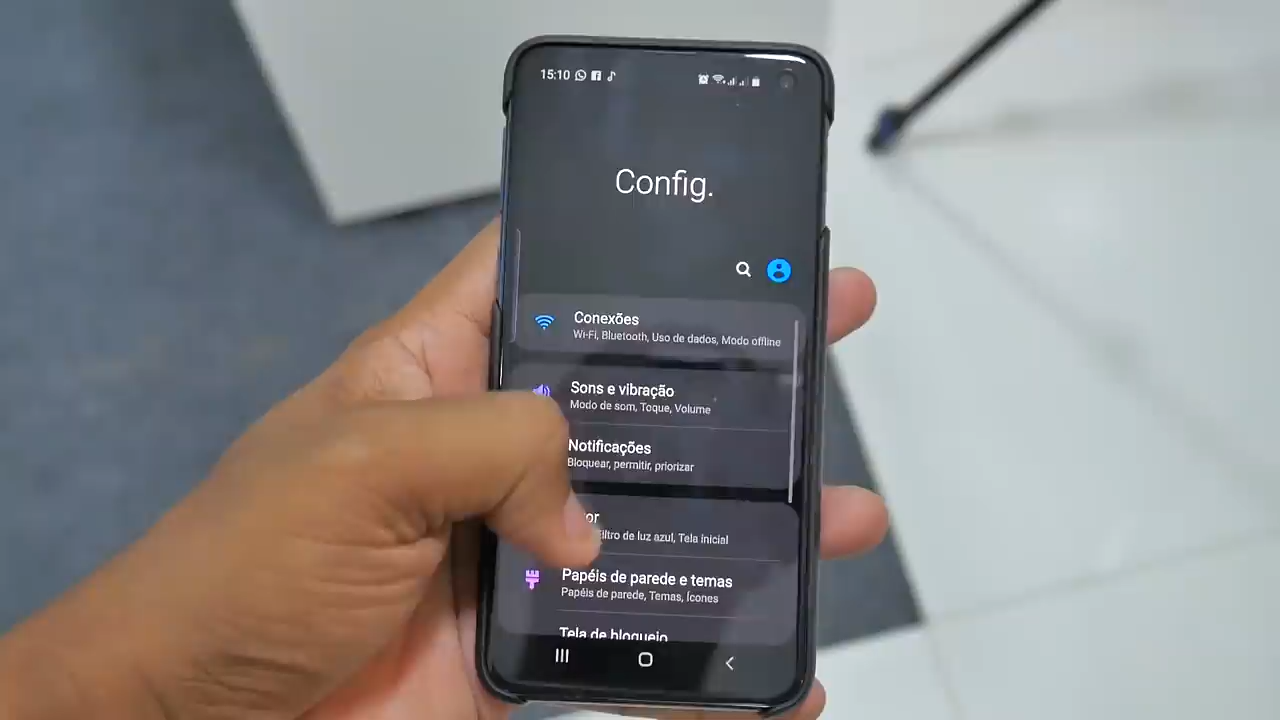 15:10
Config.
Conexões
Wi-Fi, Bluetooth, Uso de dados, Modo offline
Sons e vibração
Modo de som, Toque, Volume
Notificações
Bloquear, permitir, priorizar
de luz azul, Tela inicial
Papéis de parede e temas
Papéis de parede, Temas, Ícones
Tela de bloqueio